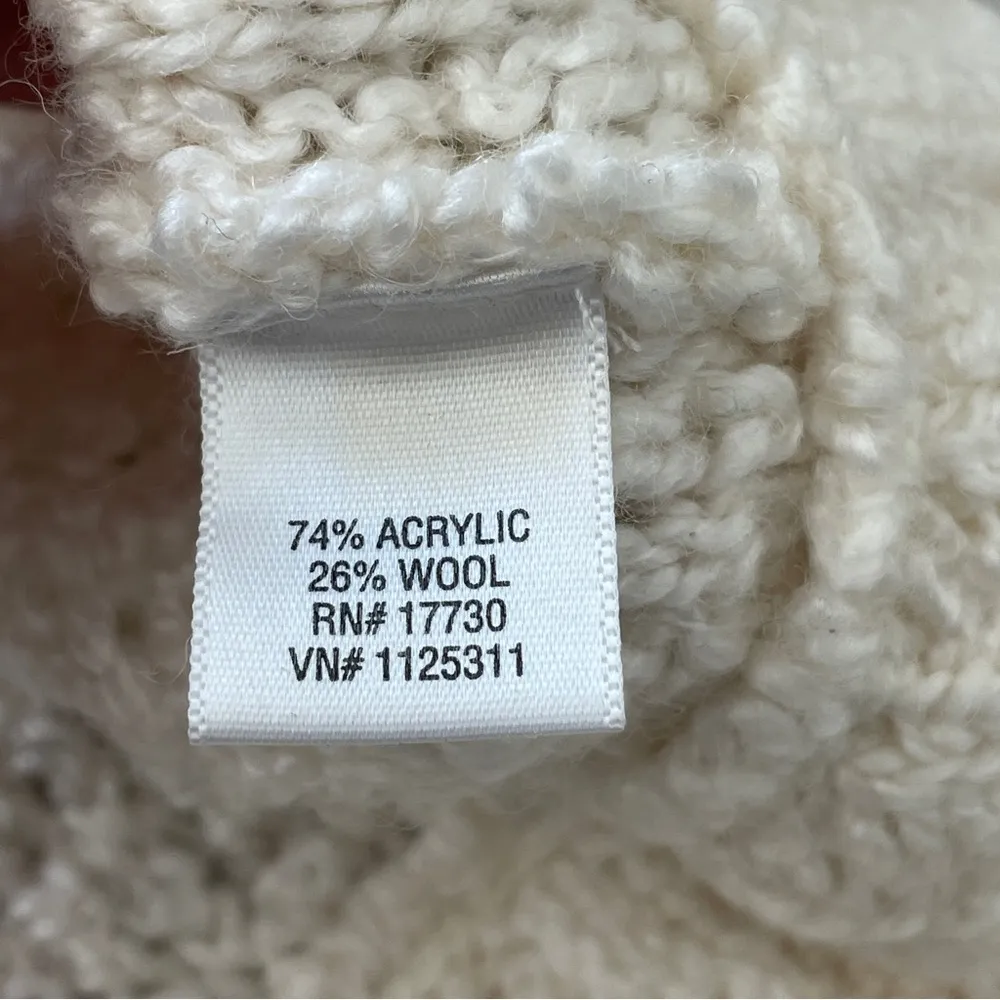 74% ACRYLIC
26% WOOL
RN# 17730
VN# 1125311